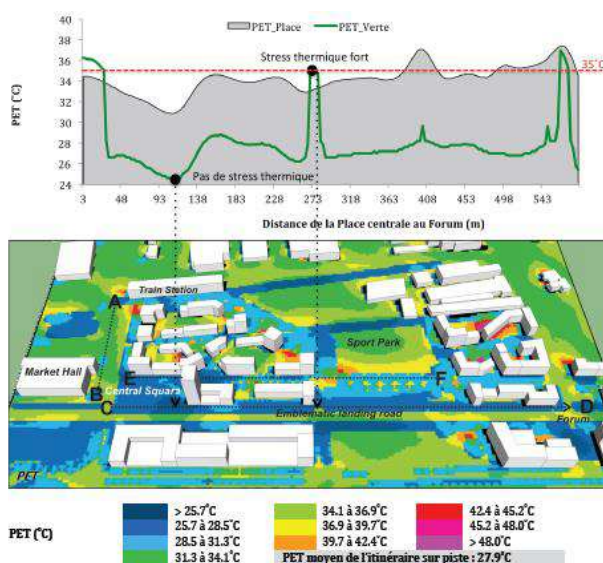 PET_Place PET_Verte
40
38
36
34
32
30
28
26
24
PET (°C)
Stress thermique fort
35°C
Pas de stress thermique
3 48 93 138 183 228 273 318 363 408 453 498 543
Distance de la Place centrale au Forum (m)
Train Station
A
Market Hall
Sport Park
E
F
B
Central Square
C
D
Emblematic landing road
Forum
PET
PET (°C)
> 25.7°C
25.7 à 28.5°C
28.5 à 31.3°C
31.3 à 34.1°C
34.1 à 36.9°C
36.9 à 39.7°C
39.7 à 42.4°C
42.4 à 45.2°C
45.2 à 48.0°C
> 48.0°C
PET moyen de l'itinéraire sur piste : 27.9°C